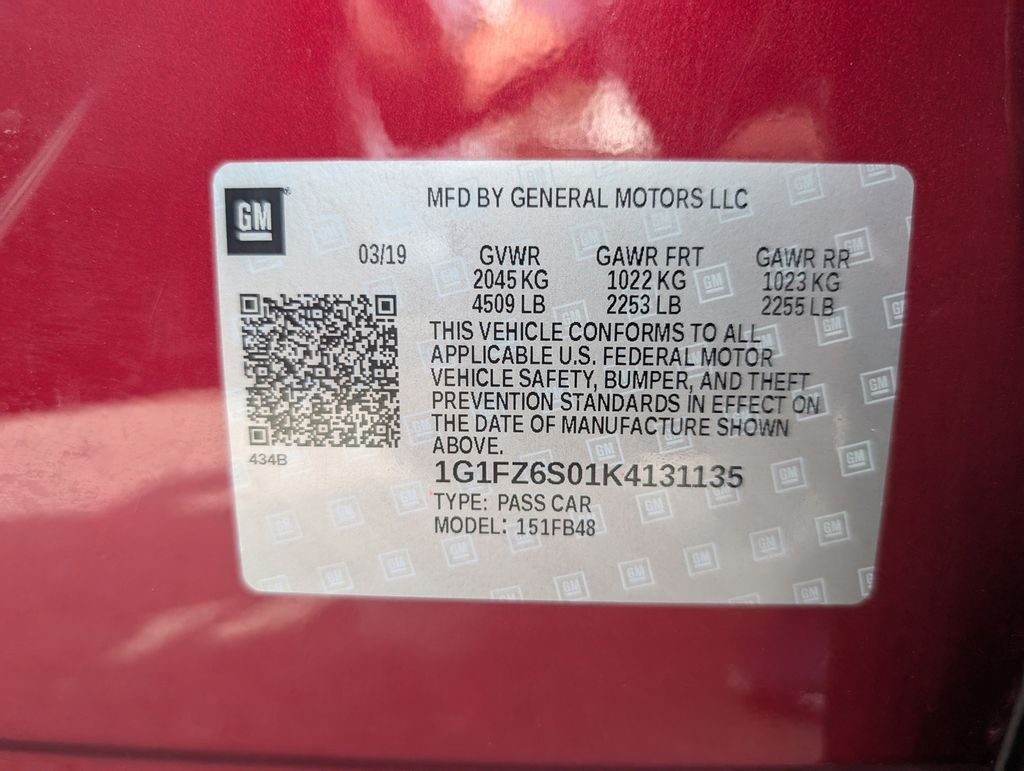 GM
MFD BY GENERAL MOTORS LLC
03/19 GVWR GAWR FRT GAWR RR
2045 KG 1022 KG 1023 KG
4509 LB 2253 LB 2255 LB
THIS VEHICLE CONFORMS TO ALL
APPLICABLE U.S. FEDERAL MOTOR
VEHICLE SAFETY, BUMPER, AND THEFT
PREVENTION STANDARDS IN EFFECT ON
THE DATE OF MANUFACTURE SHOWN
ABOVE.
434B
1G1FZ6S01K4131135
TYPE: PASS CAR
MODEL: 151FB48